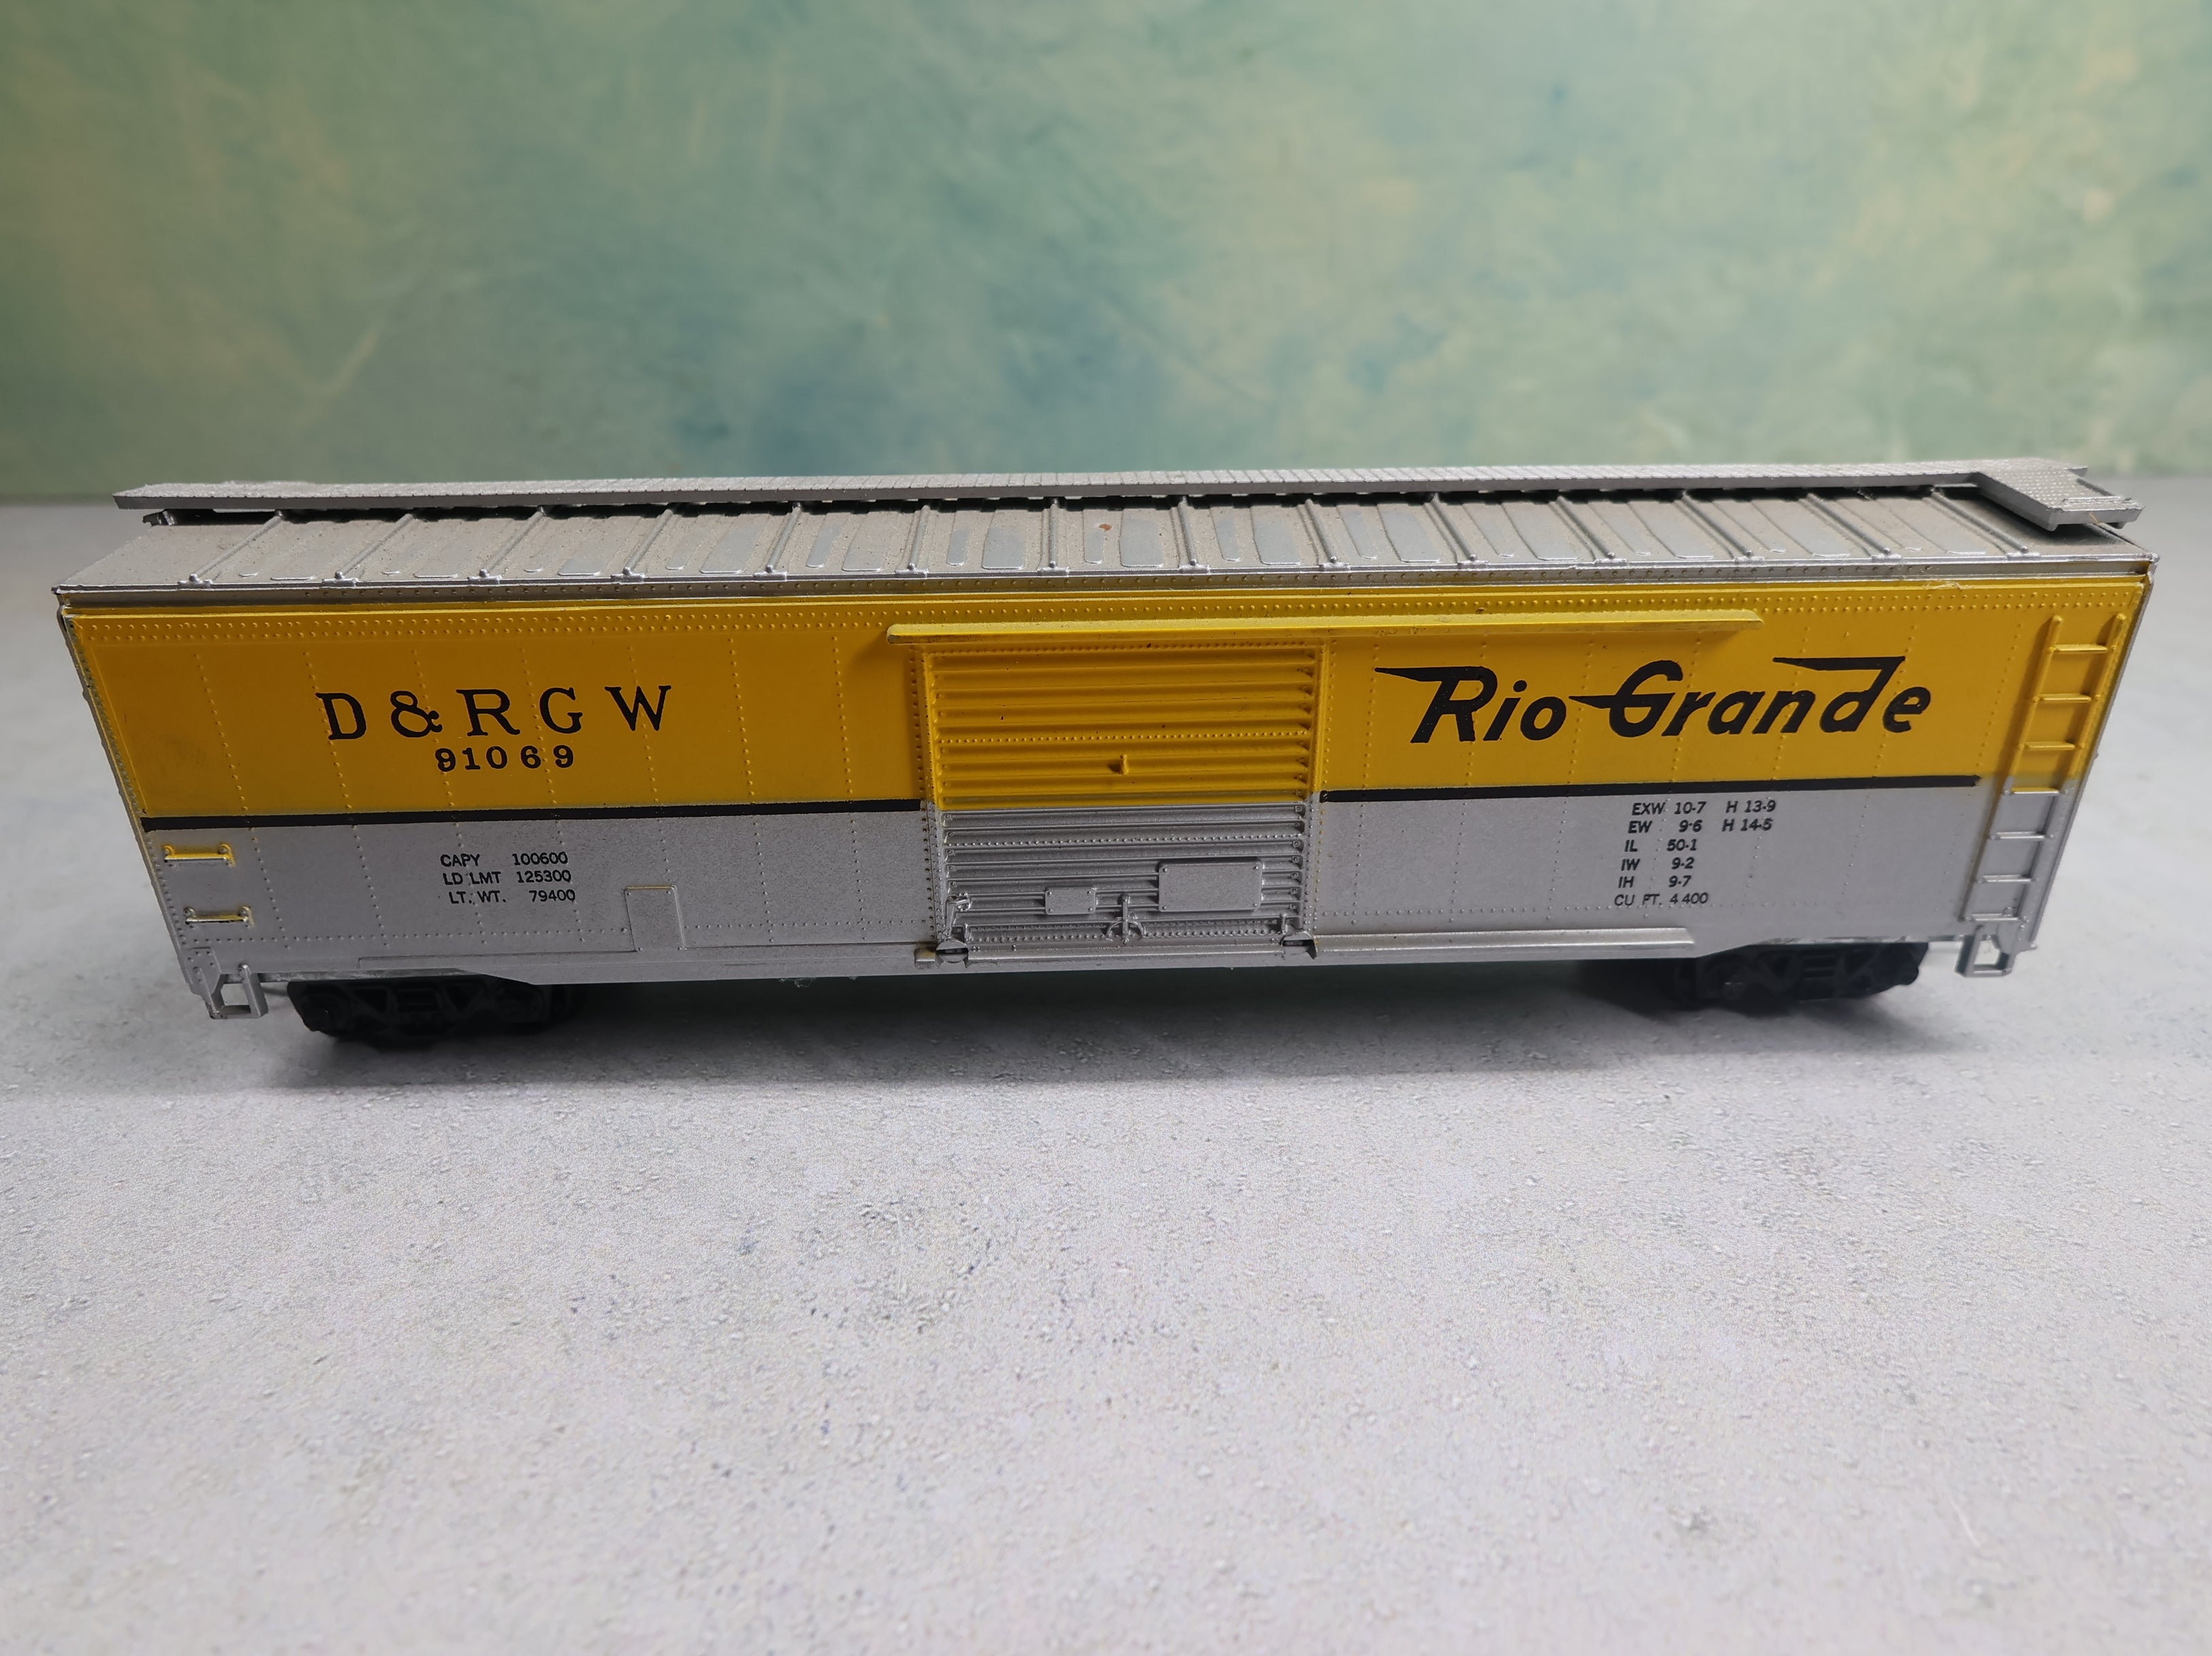 D & R G W
91069
Rio Grande
CAPY 100600
LD LMT 125300
LT. WT. 79400
EXW 10-7 H 13-9
EW 9-6 H 14-5
IL 50-1
IW 9-2
IH 9-7
CU FT. 4400